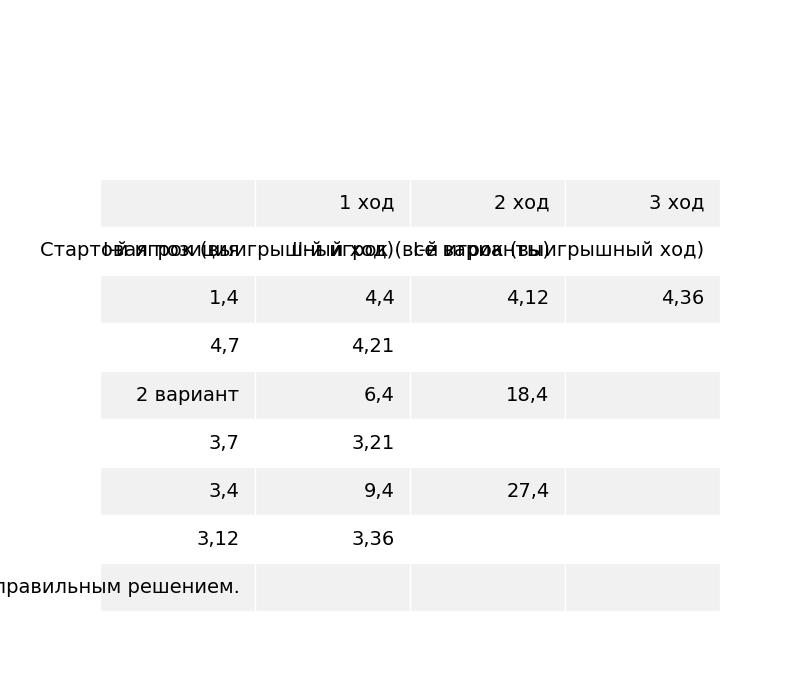 1 ход 2 ход 3 ход
Стартовая позиция I-й игрок (выигрышный ход) II-й игрок (все варианты) I-й игрок (выигрышный ход)
1,4 4,4 4,12 4,36
4,7 4,21
2 вариант 6,4 18,4
3,7 3,21
3,4 9,4 27,4
3,12 3,36
правильным решением.